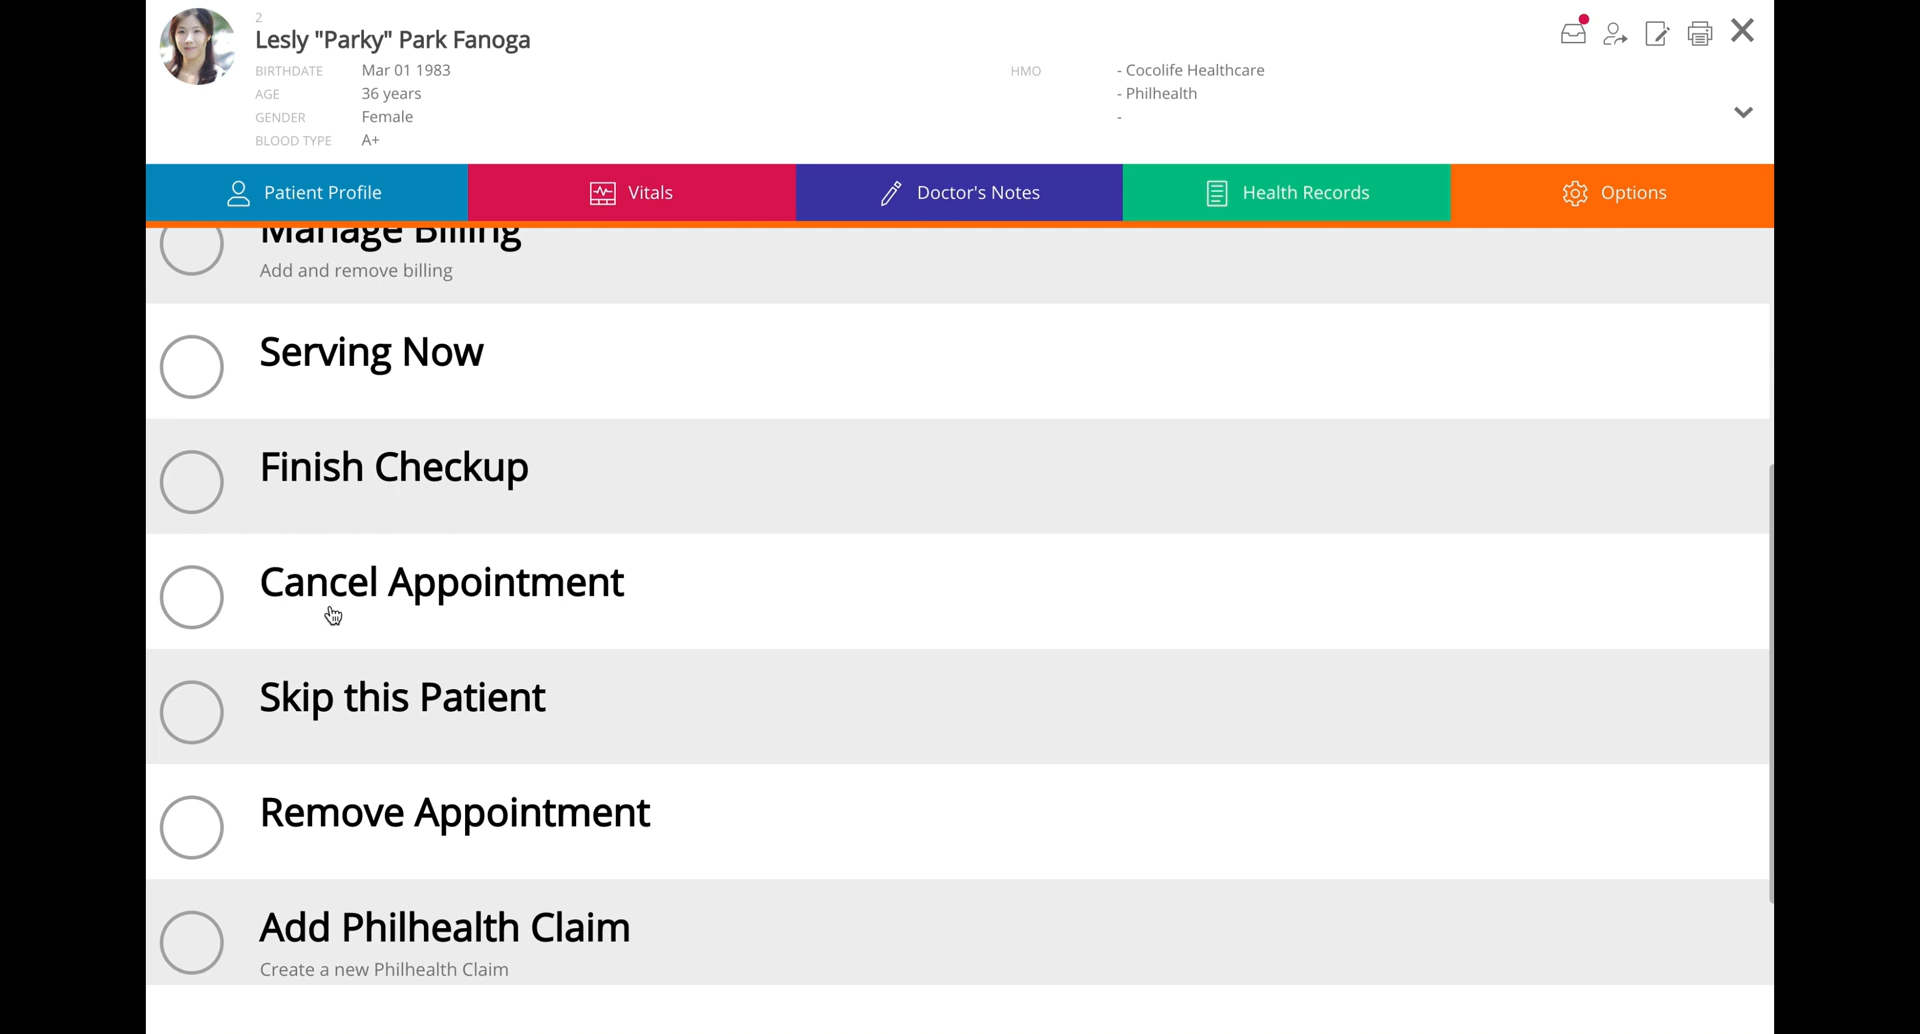 2
Lesly "Parky" Park Fanoga
BIRTHDATE Mar 01 1983
AGE 36 years
GENDER Female
BLOOD TYPE A+
HMO - Cocolife Healthcare
- Philhealth
-
Patient Profile
Vitals
Doctor's Notes
Health Records
Options
Manage Billing
Add and remove billing
Serving Now
Finish Checkup
Cancel Appointment
Skip this Patient
Remove Appointment
Add Philhealth Claim
Create a new Philhealth Claim